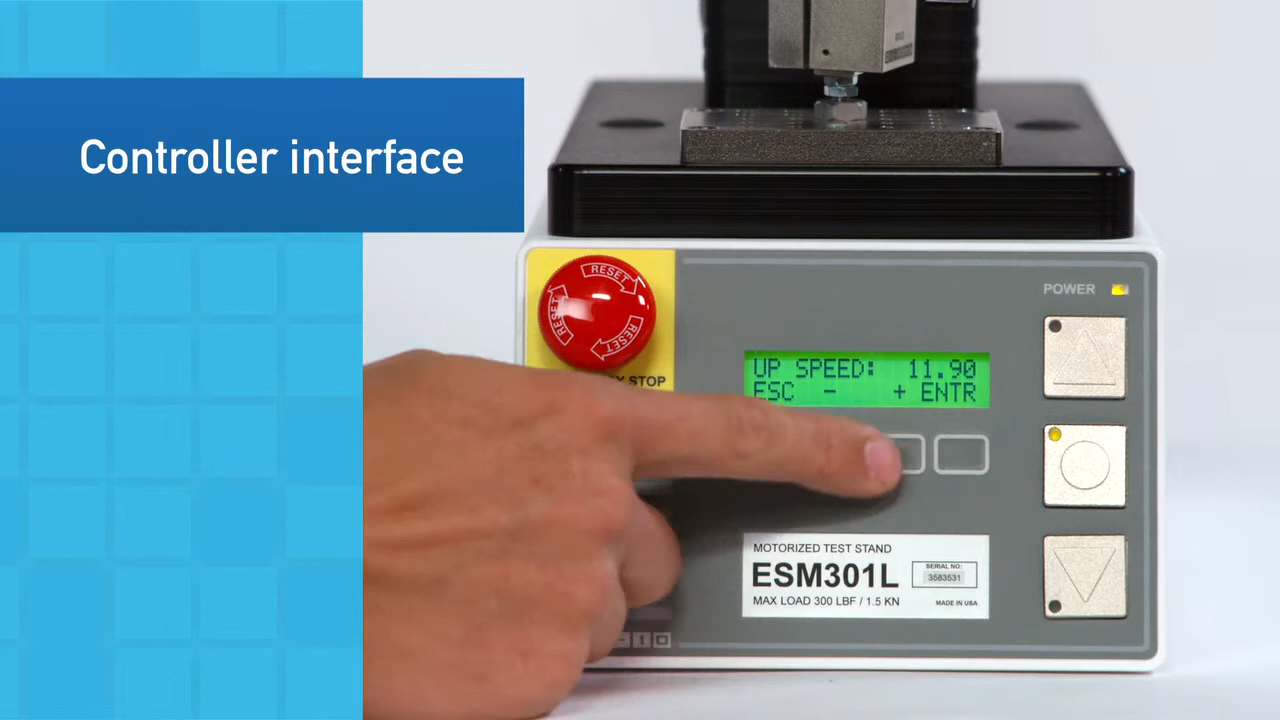 Controller interface
RESET
RESET
RESET
STOP
POWER
UP SPEED: 11.90
ESC - + ENTR
MOTORIZED TEST STAND
ESM301L
SERIAL NO:
3583531
MAX LOAD 300 LBF / 1.5 KN
MADE IN USA